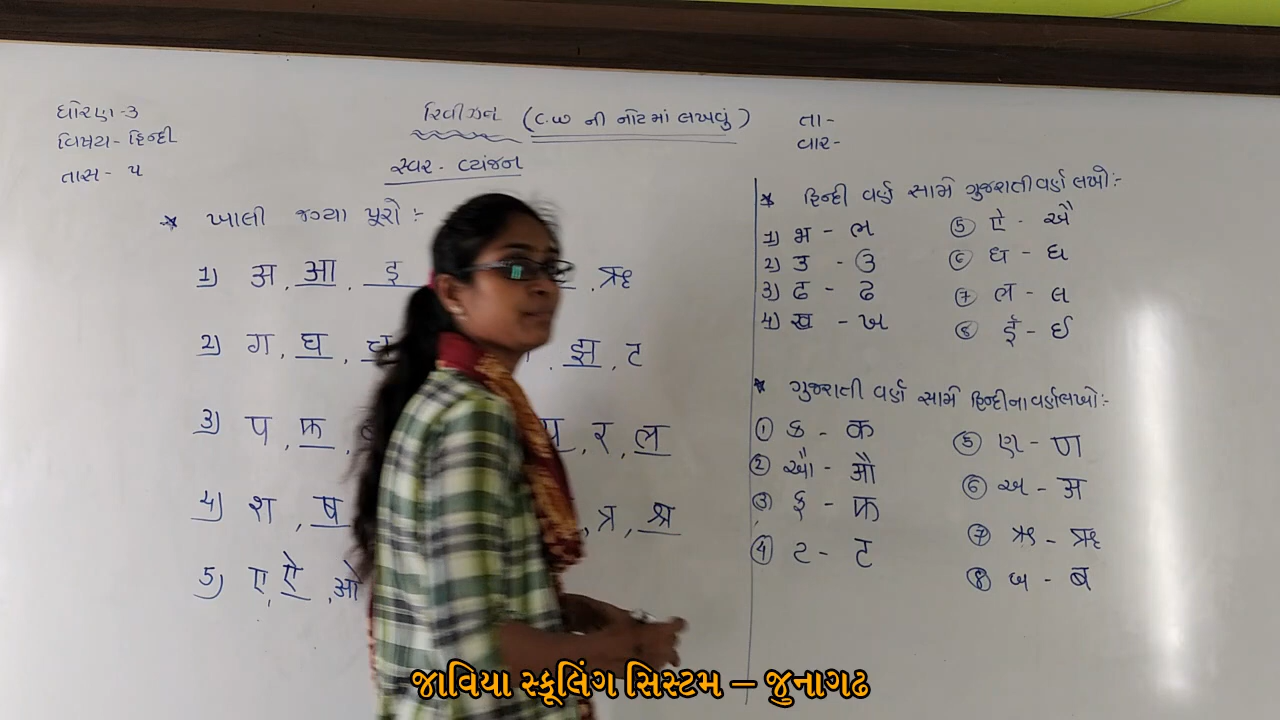 ધોરણ-૩
વિષય - હિન્દી
તાસ - ૫
રિવીઝન (C.W ની નોટમાં લખવું)
તા-
વાર-
સ્વર - વ્યંજન
* ખાલી જગ્યા પૂરો :-
1) अ, आ, इ ,ऋ
2) ग, घ, च , झ, ट
3) प, फ, य, र, ल
4) श, ष ,त्र, श्र
5) ए, ऐ, ओ
* હિન્દી વર્ણ સામે ગુજરાતી વર્ણ લખો :-
1) भ - ભ
2) उ - ઉ
3) ढ - ઢ
4) ख - ખ
5 ऐ - ઐ
6 ध - ધ
7 ल - લ
8 ई - ઈ
* ગુજરાતી વર્ણ સામે હિન્દીના વર્ણ લખો :-
1 ક - क
2 ઔ - औ
3 ફ - फ
4 ટ - ट
5 ણ - ण
6 અ - अ
7 ઋ - ऋ
8 બ - ब
જાવિયા સ્કૂલિંગ સિસ્ટમ – જુનાગઢ